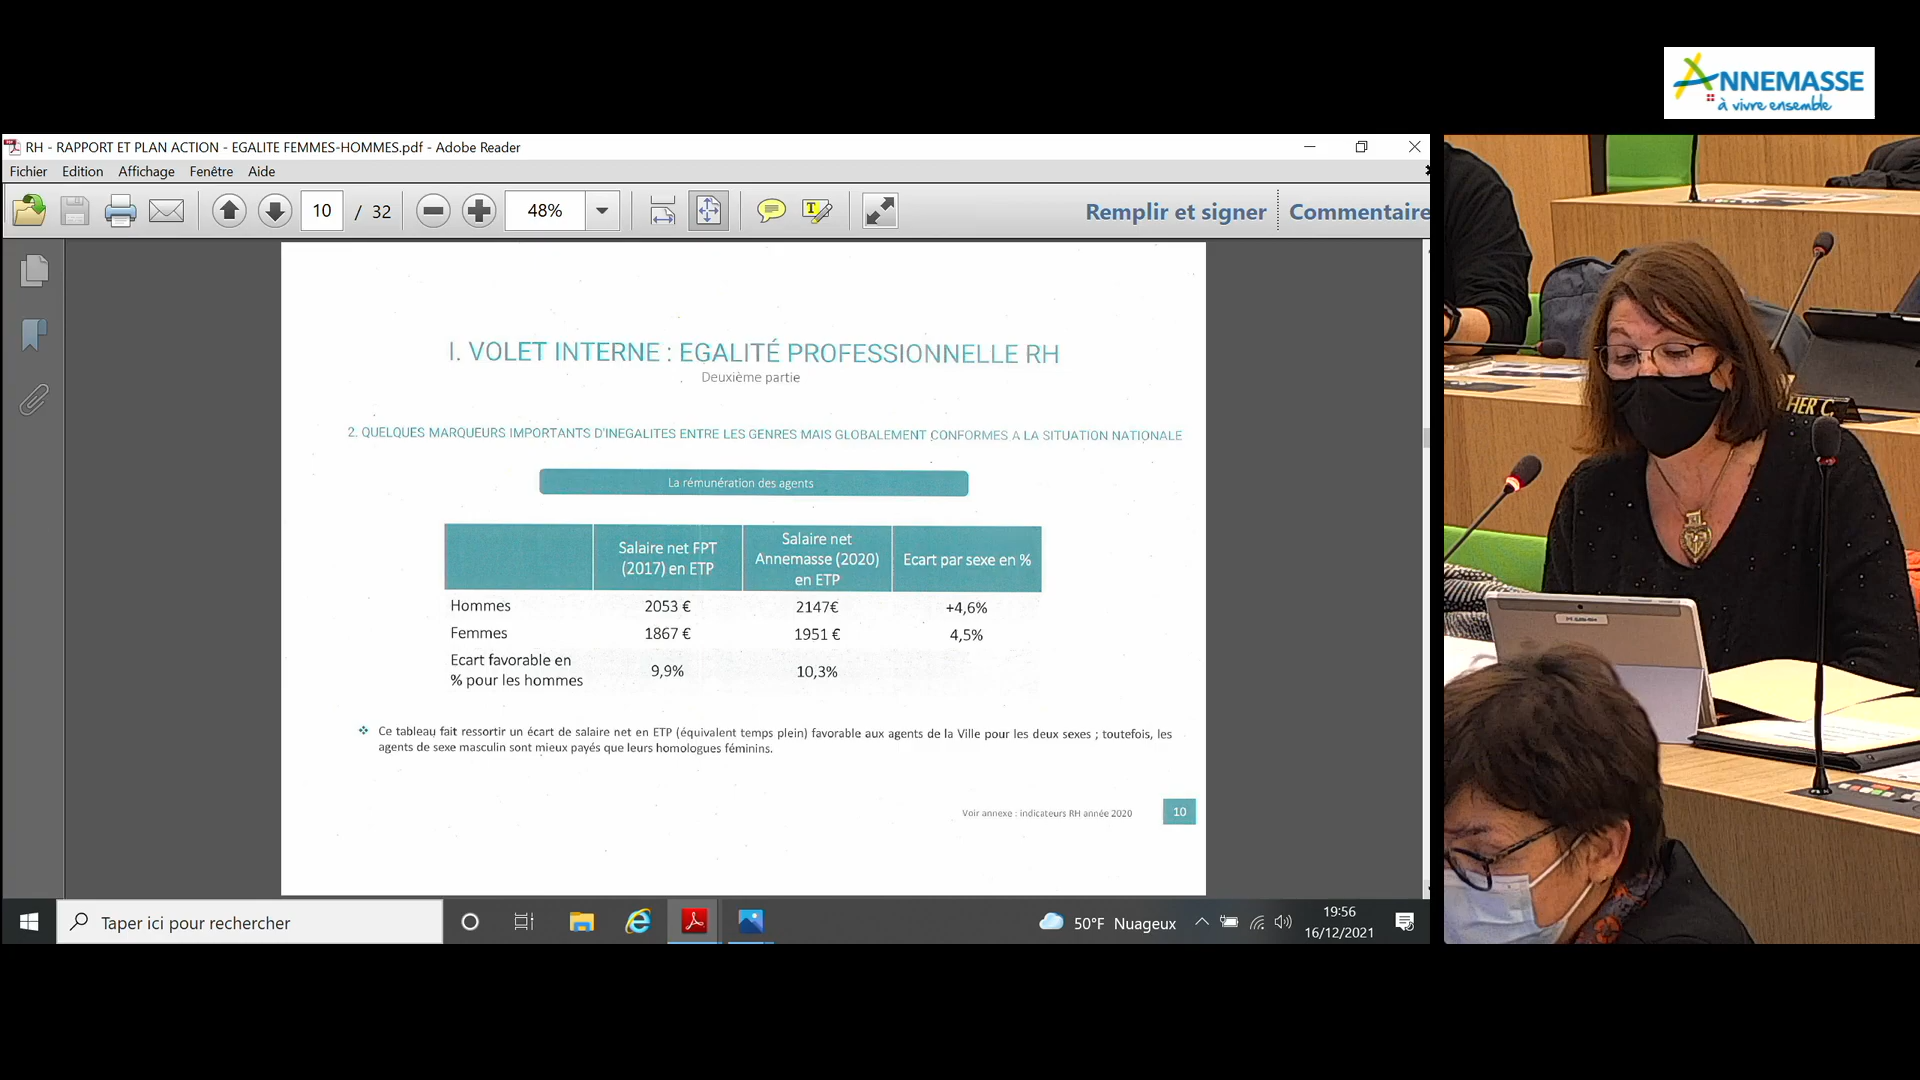 ANNEMASSE
à vivre ensemble
RH - RAPPORT ET PLAN ACTION - EGALITE FEMMES-HOMMES.pdf - Adobe Reader
Fichier Edition Affichage Fenêtre Aide
10 / 32 48% Remplir et signer Commentaire
I. VOLET INTERNE : EGALITÉ PROFESSIONNELLE RH
Deuxième partie
2. QUELQUES MARQUEURS IMPORTANTS D'INEGALITES ENTRE LES GENRES MAIS GLOBALEMENT CONFORMES A LA SITUATION NATIONALE
La rémunération des agents
Salaire net FPT
(2017) en ETP
Salaire net
Annemasse (2020)
en ETP
Ecart par sexe en %
Hommes 2053 € 2147€ +4,6%
Femmes 1867 € 1951 € 4,5%
Ecart favorable en
% pour les hommes 9,9% 10,3%
Ce tableau fait ressortir un écart de salaire net en ETP (équivalent temps plein) favorable aux agents de la Ville pour les deux sexes ; toutefois, les
agents de sexe masculin sont mieux payés que leurs homologues féminins.
Voir annexe : indicateurs RH année 2020 10
HER C.
Taper ici pour rechercher
50°F Nuageux
19:56
16/12/2021